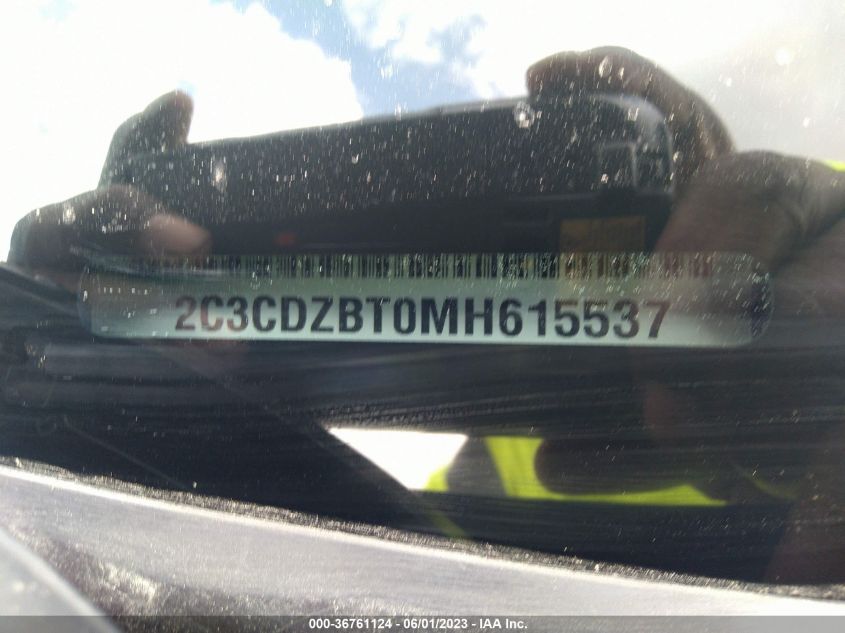 2C3CDZBT0MH615537
000-36761124 - 06/01/2023 - IAA Inc.